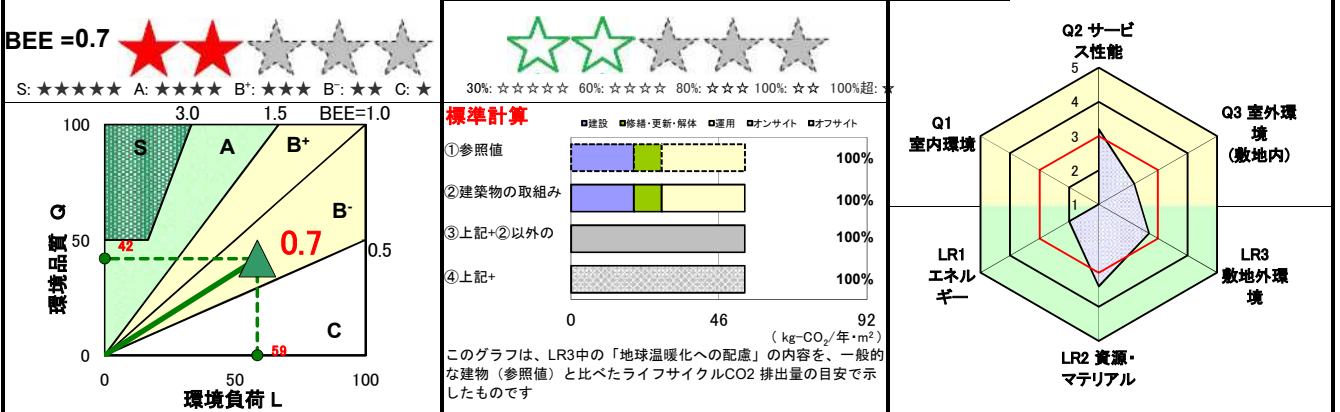 BEE =0.7
S: ★★★★★ A: ★★★★ B+: ★★★ B-: ★★ C: ★
3.0 1.5 BEE=1.0
100
S
A
B+
B-
環境品質 Q
50
42
0.7
0.5
C
0
59
0 50 100
環境負荷 L
30%: ☆☆☆☆☆ 60%: ☆☆☆☆ 80%: ☆☆☆ 100%: ☆☆ 100%超: ☆
標準計算
■建設 ■修繕・更新・解体 □運用 ■オンサイト ■オフサイト
①参照値 100%
②建築物の取組み 100%
③上記+②以外の 100%
④上記+ 100%
0 46 92
( kg-CO2/年・m2 )
このグラフは、LR3中の「地球温暖化への配慮」の内容を、一般的
な建物(参照値)と比べたライフサイクルCO2 排出量の目安で示
したものです
Q2 サービ
ス性能
5
4
3
2
1
Q1
室内環境
Q3 室外環
境
(敷地内)
LR1
エネル
ギー
LR3
敷地外環
境
LR2 資源・
マテリアル